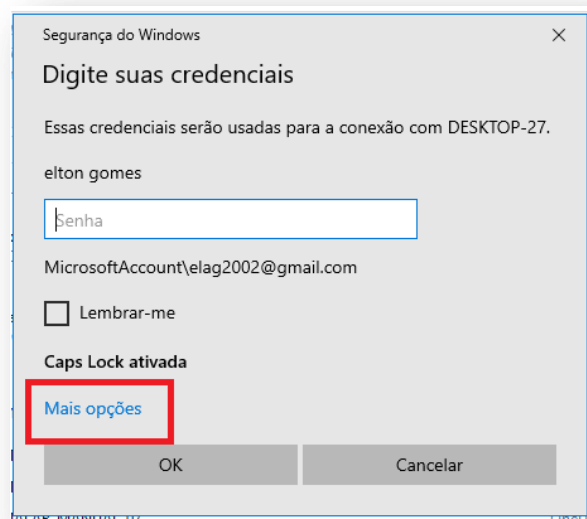 Segurança do Windows
Digite suas credenciais
Essas credenciais serão usadas para a conexão com DESKTOP-27.
elton gomes
Senha
MicrosoftAccount\elag2002@gmail.com
Lembrar-me
Caps Lock ativada
Mais opções
OK Cancelar